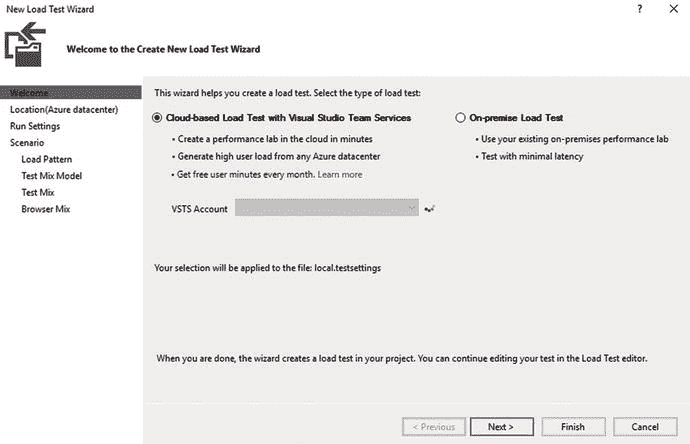 New Load Test Wizard
Welcome to the Create New Load Test Wizard
Welcome
Location(Azure datacenter)
Run Settings
Scenario
Load Pattern
Test Mix Model
Test Mix
Browser Mix
This wizard helps you create a load test. Select the type of load test:
Cloud-based Load Test with Visual Studio Team Services
• Create a performance lab in the cloud in minutes
• Generate high user load from any Azure datacenter
• Get free user minutes every month. Learn more
On-premise Load Test
• Use your existing on-premises performance lab
• Test with minimal latency
VSTS Account
Your selection will be applied to the file: local.testsettings
When you are done, the wizard creates a load test in your project. You can continue editing your test in the Load Test editor.
< Previous Next > Finish Cancel